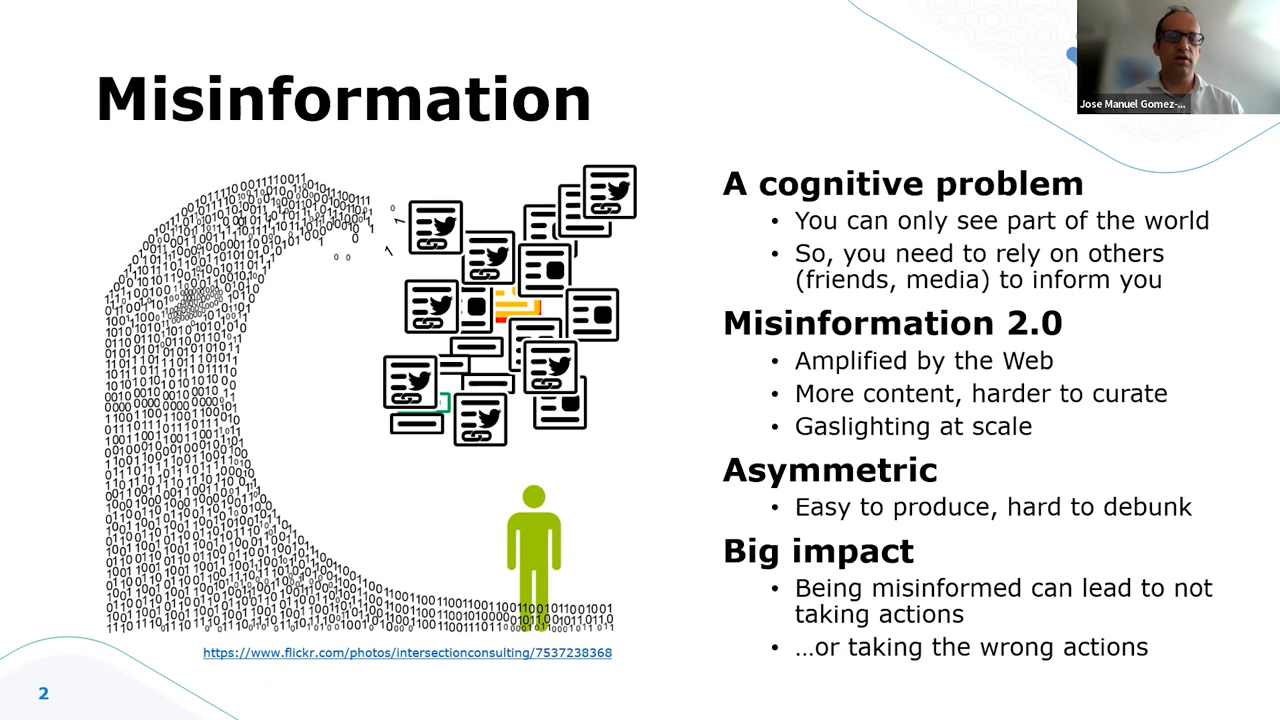 Misinformation
Jose Manuel Gomez-...
A cognitive problem
• You can only see part of the world
• So, you need to rely on others
(friends, media) to inform you
Misinformation 2.0
• Amplified by the Web
• More content, harder to curate
• Gaslighting at scale
Asymmetric
• Easy to produce, hard to debunk
Big impact
• Being misinformed can lead to not
taking actions
• …or taking the wrong actions
https://www.flickr.com/photos/intersectionconsulting/7537238368
2